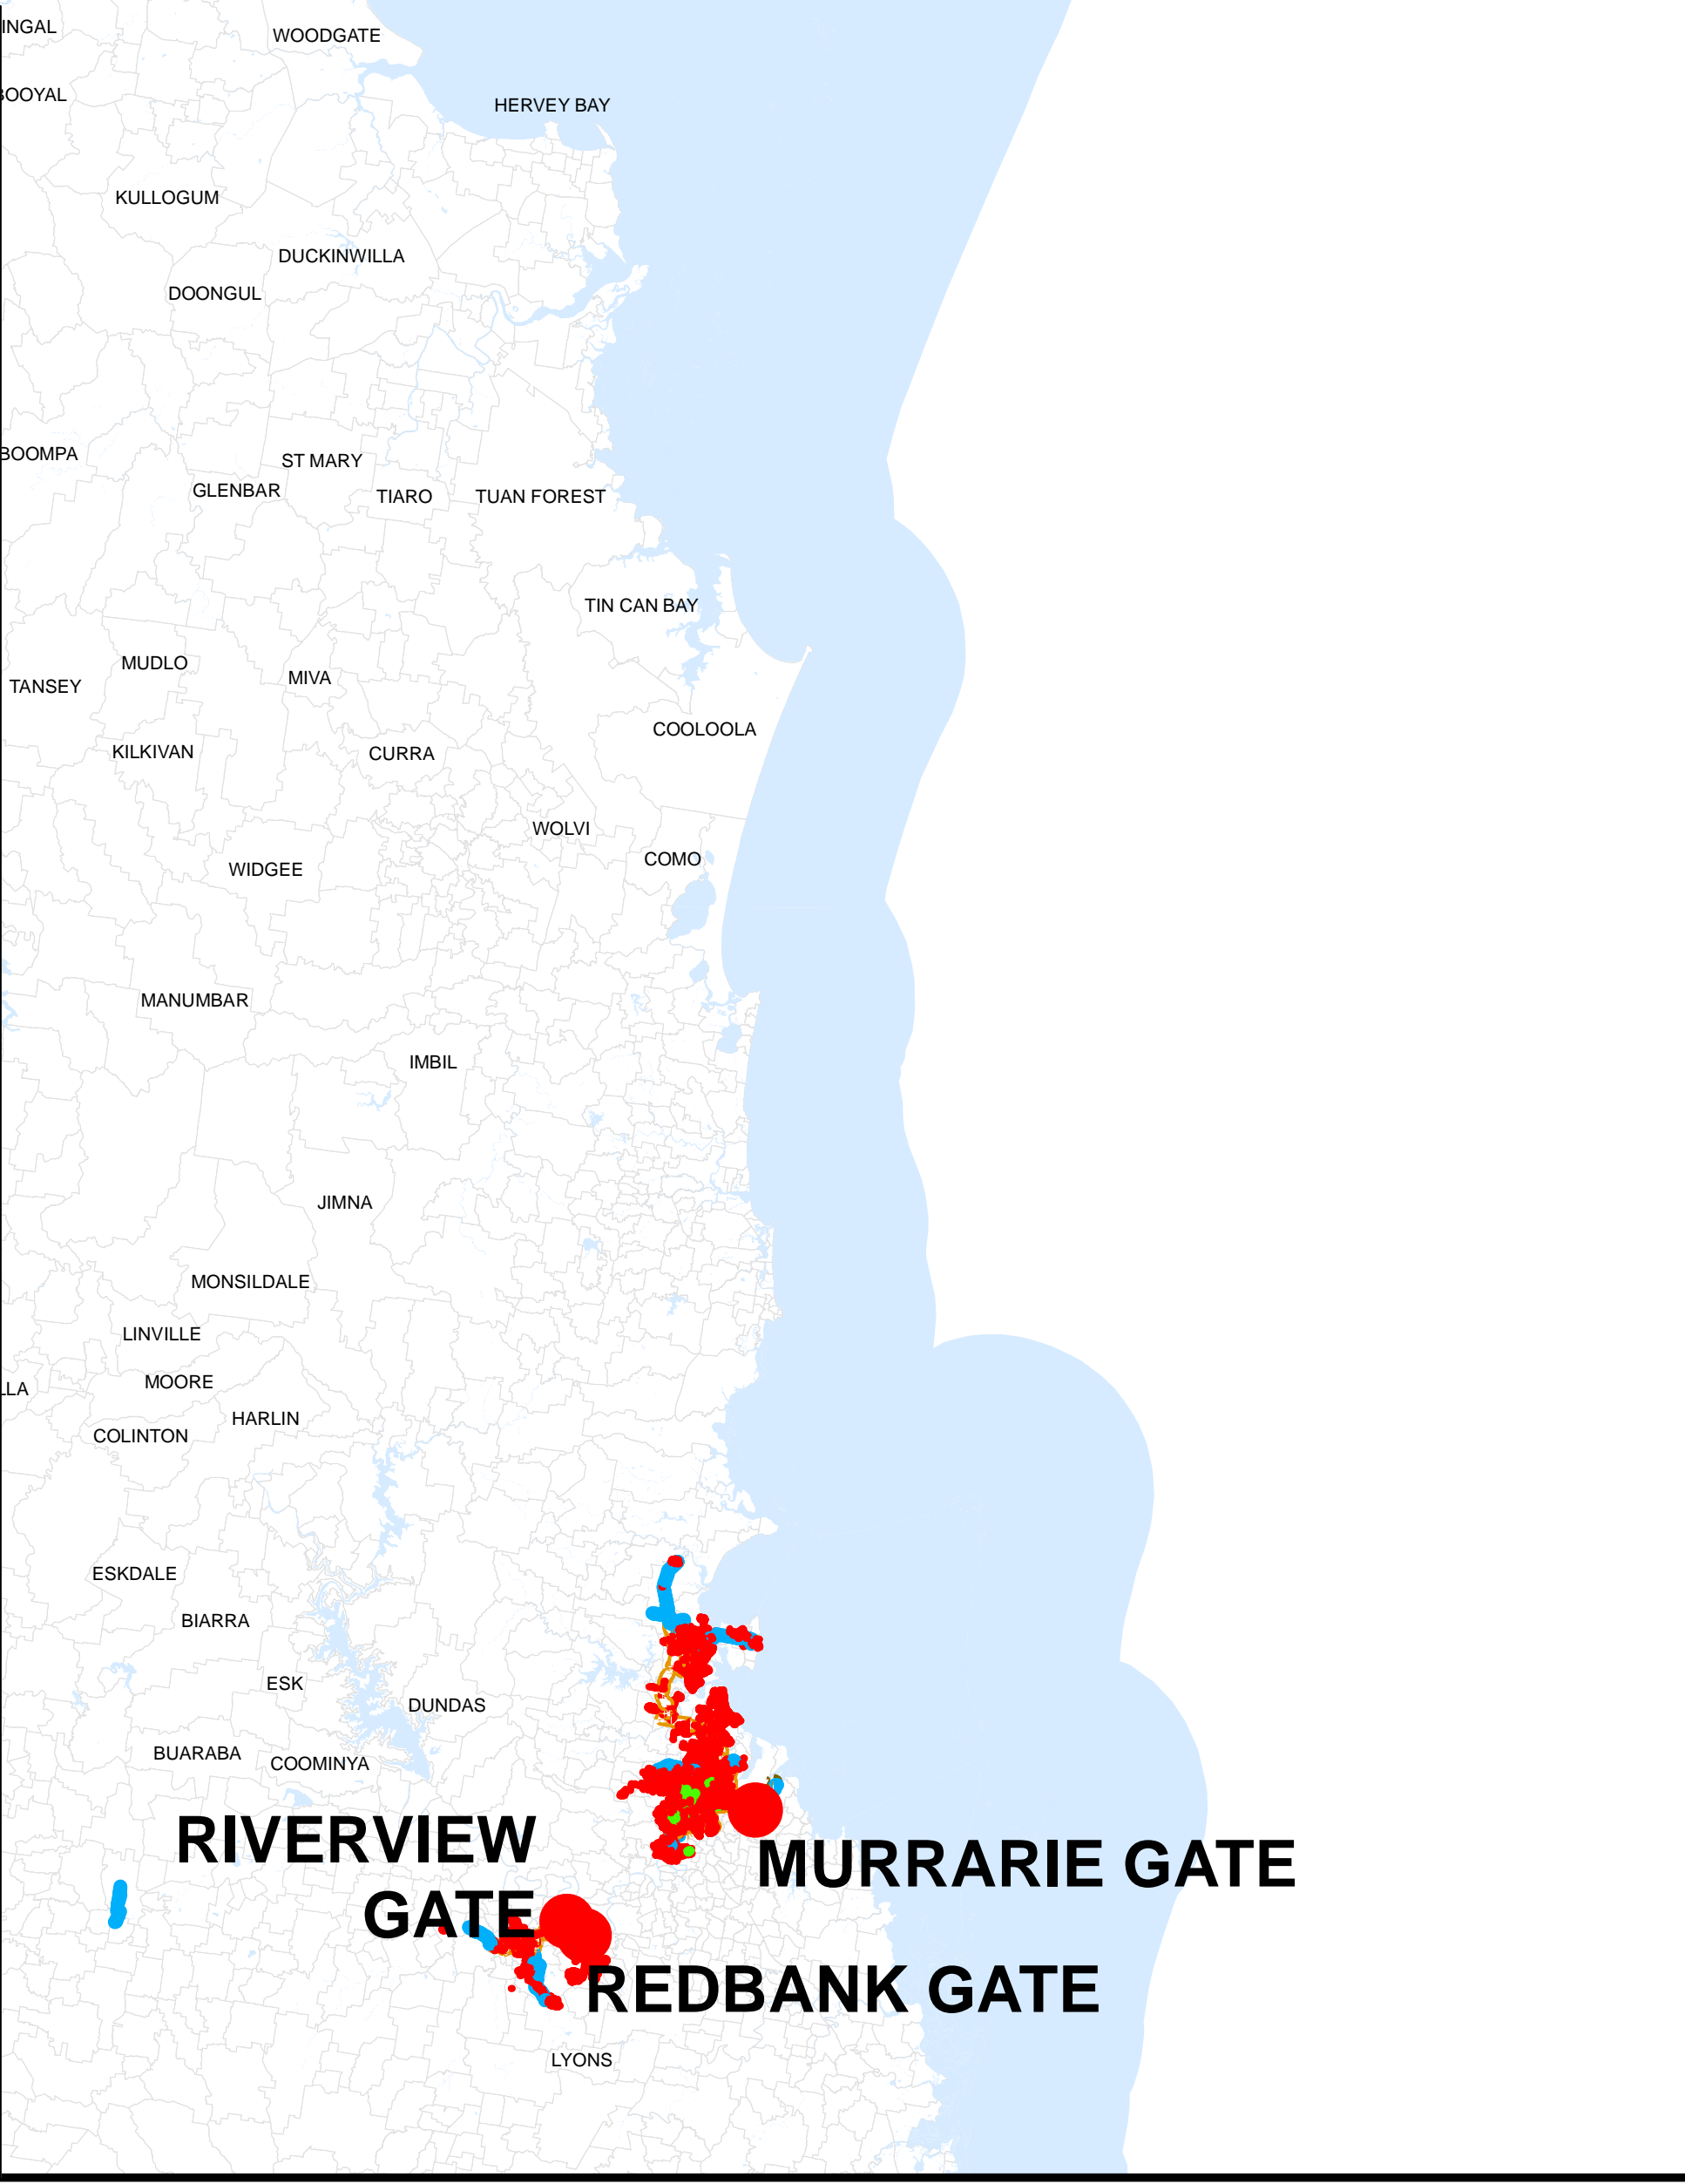 INGAL
WOODGATE
BOOYAL
HERVEY BAY
KULLOGUM
DUCKINWILLA
DOONGUL
BOOMPA
ST MARY
GLENBAR
TIARO
TUAN FOREST
TIN CAN BAY
MUDLO
MIVA
TANSEY
COOLOOLA
KILKIVAN
CURRA
WOLVI
COMO
WIDGEE
MANUMBAR
IMBIL
JIMNA
MONSILDALE
LINVILLE
MOORE
LLA
HARLIN
COLINTON
ESKDALE
BIARRA
ESK
DUNDAS
BUARABA
COOMINYA
RIVERVIEW
GATE
MURRARIE GATE
REDBANK GATE
LYONS